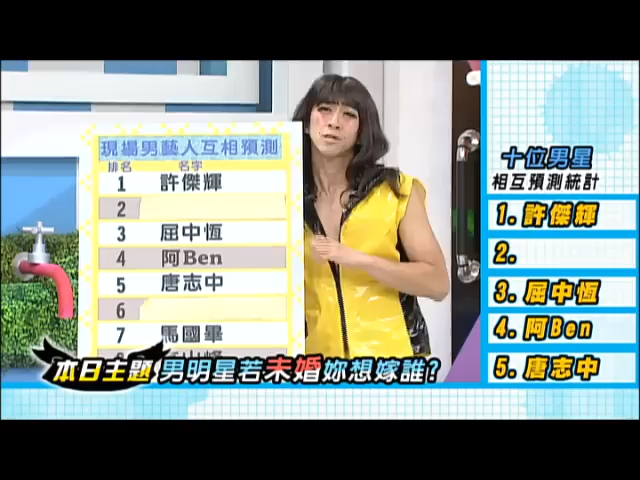 現場男藝人互相預測
排名 名字
1 許傑輝
2
3 屈中恆
4 阿Ben
5 唐志中
6
7 馬國畢
本日主題 男明星若未婚妳想嫁誰?
十位男星
相互預測統計
1. 許傑輝
2.
3. 屈中恆
4. 阿Ben
5. 唐志中